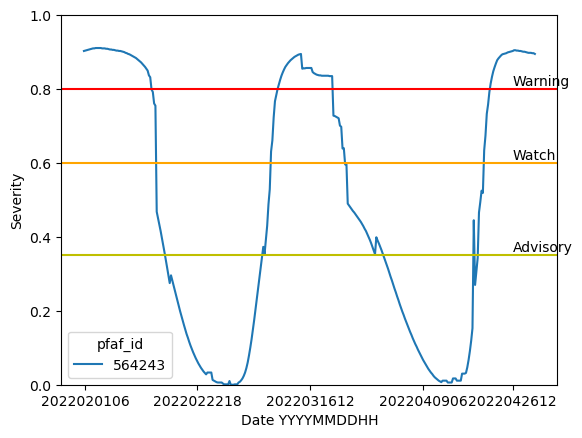 1.0
0.8
0.6
0.4
0.2
0.0
Severity
Warning
Watch
Advisory
pfaf_id
564243
2022020106
2022022218
2022031612
2022040906
2022042612
Date YYYYMMDDHH